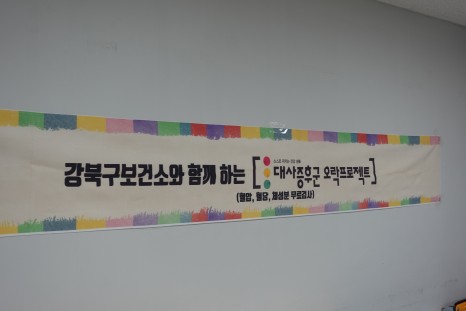 강북구보건소와 함께 하는 [대사증후군 오락프로젝트]
(혈압, 혈당, 체성분 무료검사)